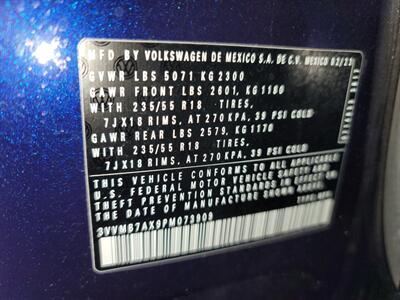 MFD. BY VOLKSWAGEN DE MEXICO S.A. DE C.V. MEXICO 02/23
GVWR LBS 5071 KG 2300
GAWR FRONT LBS 2601, KG 1180
WITH 235/55 R18 TIRES,
7JX18 RIMS, AT 270 KPA, 39 PSI COLD
GAWR REAR LBS 2579, KG 1170
WITH 235/55 R18 TIRES,
7JX18 RIMS, AT 270 KPA, 39 PSI COLD
THIS VEHICLE CONFORMS TO ALL APPLICABLE
U.S. FEDERAL MOTOR VEHICLE SAFETY AND
THEFT PREVENTION STANDARDS IN EFFECT ON
THE DATE OF MANUFACTURE SHOWN ABOVE.
3VVMB7AX9PM073909